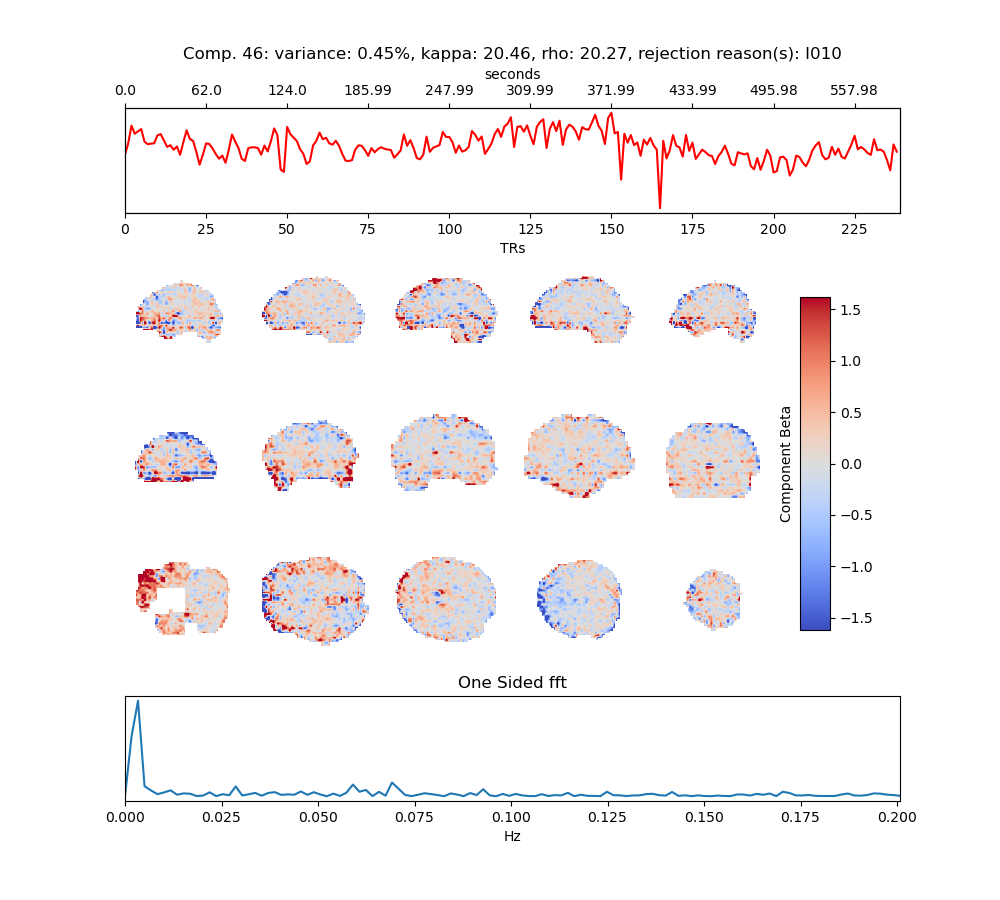 Comp. 46: variance: 0.45%, kappa: 20.46, rho: 20.27, rejection reason(s): I010
seconds
0.0 62.0 124.0 185.99 247.99 309.99 371.99 433.99 495.98 557.98
0 25 50 75 100 125 150 175 200 225
TRs
1.5
1.0
0.5
0.0
−0.5
−1.0
−1.5
Component Beta
One Sided fft
0.000 0.025 0.050 0.075 0.100 0.125 0.150 0.175 0.200
Hz